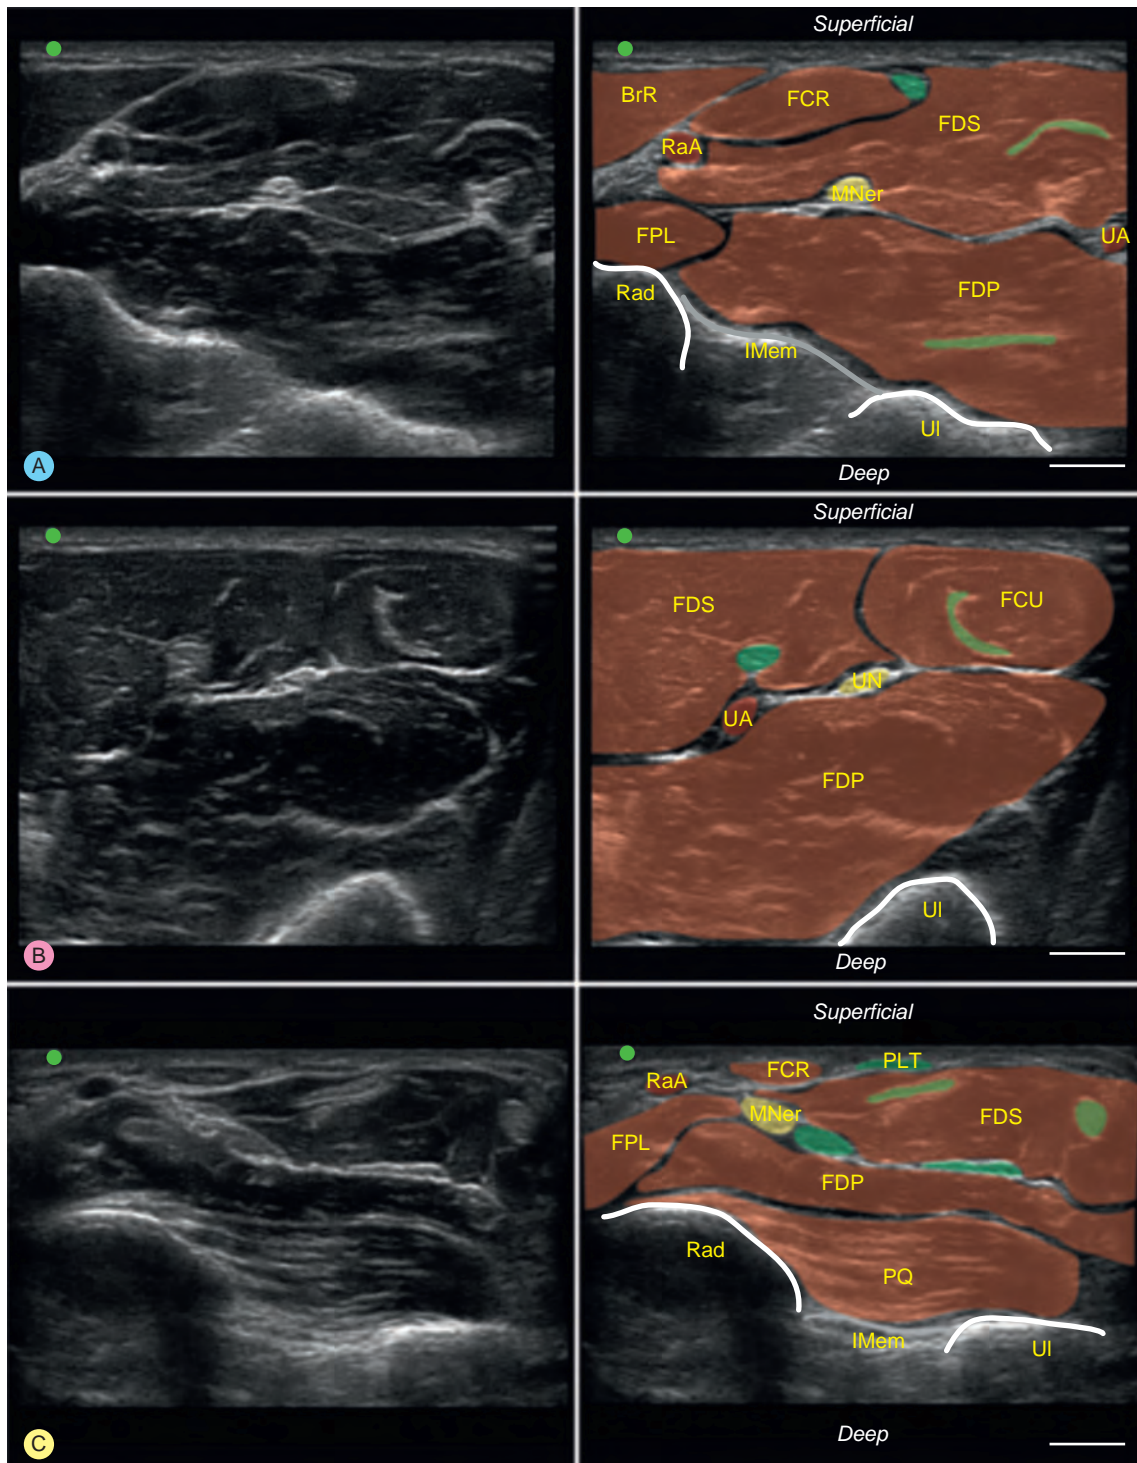 Superficial
BrR
FCR
FDS
RaA
MNer
FPL
UA
Rad
FDP
IMem
Ul
A
Deep
Superficial
FDS
FCU
UN
UA
FDP
Ul
B
Deep
Superficial
PLT
FCR
RaA
MNer
FDS
FPL
FDP
Rad
PQ
IMem
Ul
Deep
C